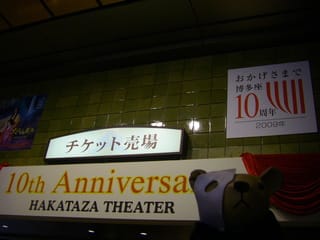 おかげさまで
博多座
10周年
2009年
チケット売場
10th Anniversa
HAKATAZA THEATER